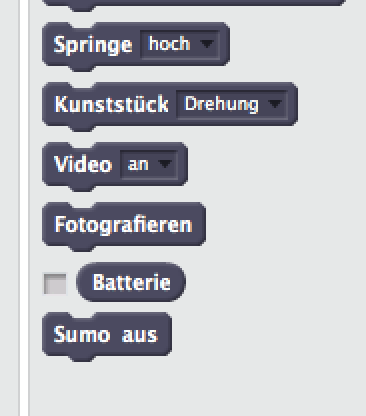 Springe hoch
Kunststück Drehung
Video an
Fotografieren
Batterie
Sumo aus